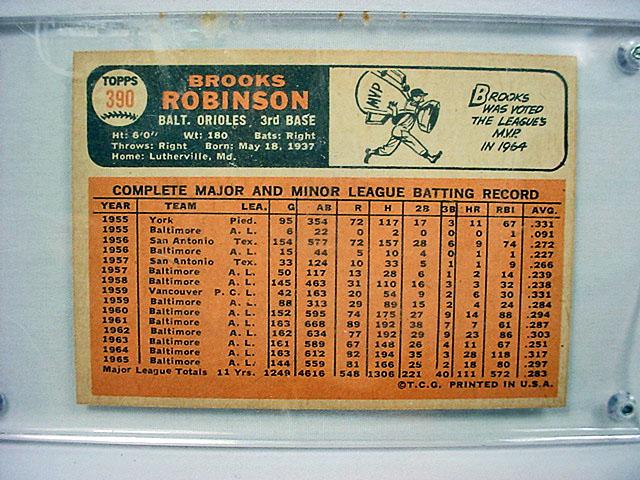 TOPPS
390
BROOKS
ROBINSON
BALT. ORIOLES 3rd BASE
Ht: 6'0" Wt: 180 Bats: Right
Throws: Right Born: May 18, 1937
Home: Lutherville, Md.
MVP
BROOKS
WAS VOTED
THE LEAGUE'S
M.V.P.
IN 1964
COMPLETE MAJOR AND MINOR LEAGUE BATTING RECORD
YEAR TEAM LEA. G AB R H 2B 3B HR RBI AVG.
1955 York Pied. 95 354 72 117 17 3 11 67 .331
1955 Baltimore A. L. 6 22 0 2 0 0 0 1 .091
1956 San Antonio Tex. 154 577 72 157 28 6 9 74 .272
1956 Baltimore A. L. 15 44 5 10 4 0 1 1 .227
1957 San Antonio Tex. 33 124 10 33 5 1 1 9 .266
1957 Baltimore A. L. 50 117 13 28 6 1 2 14 .239
1958 Baltimore A. L. 145 463 31 110 16 3 3 32 .238
1959 Vancouver P. C. L. 42 163 20 54 9 2 6 30 .331
1959 Baltimore A. L. 88 313 29 89 15 2 4 24 .284
1960 Baltimore A. L. 152 595 74 175 27 9 14 88 .294
1961 Baltimore A. L. 163 668 89 192 38 7 7 61 .287
1962 Baltimore A. L. 162 634 77 192 29 9 23 86 .303
1963 Baltimore A. L. 161 589 67 148 26 4 11 67 .251
1964 Baltimore A. L. 163 612 82 194 35 3 28 118 .317
1965 Baltimore A. L. 144 559 81 166 25 2 18 80 .297
Major League Totals 11 Yrs. 1249 4616 548 1306 221 40 111 572 .283
©T.C.G. PRINTED IN U.S.A.